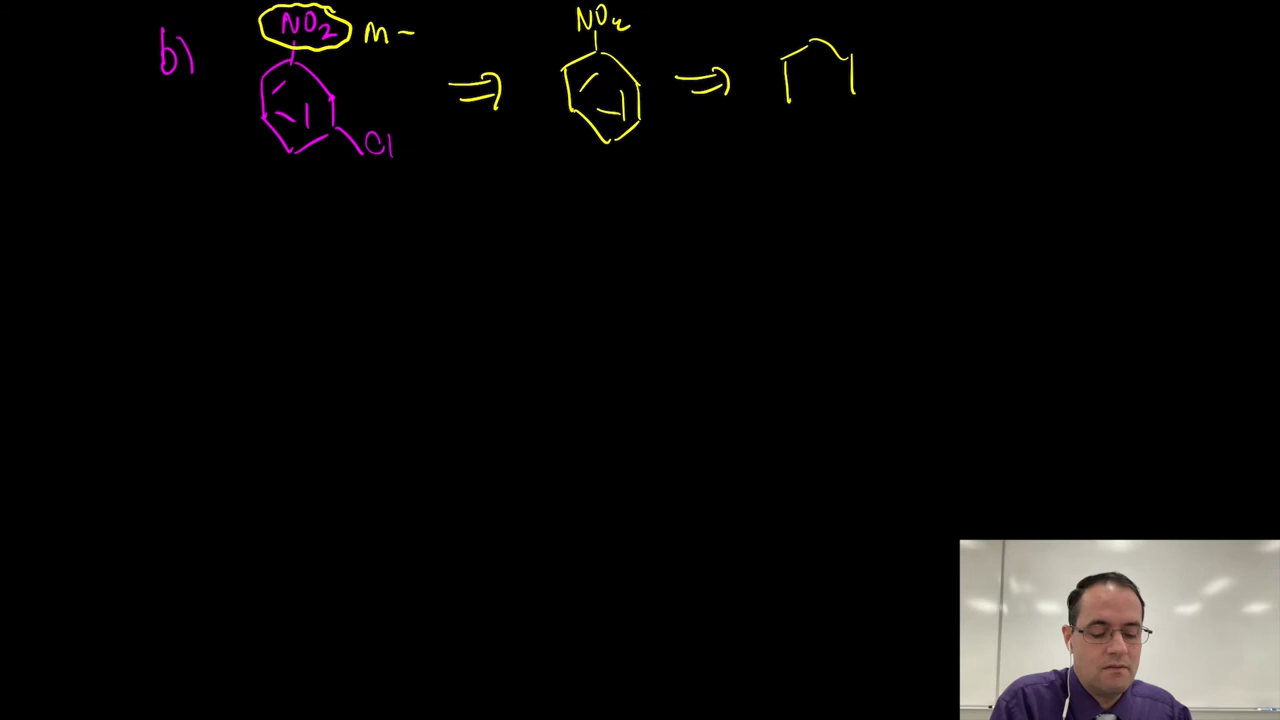 b) NO2 m- ⇒ NO2 ⇒
Cl